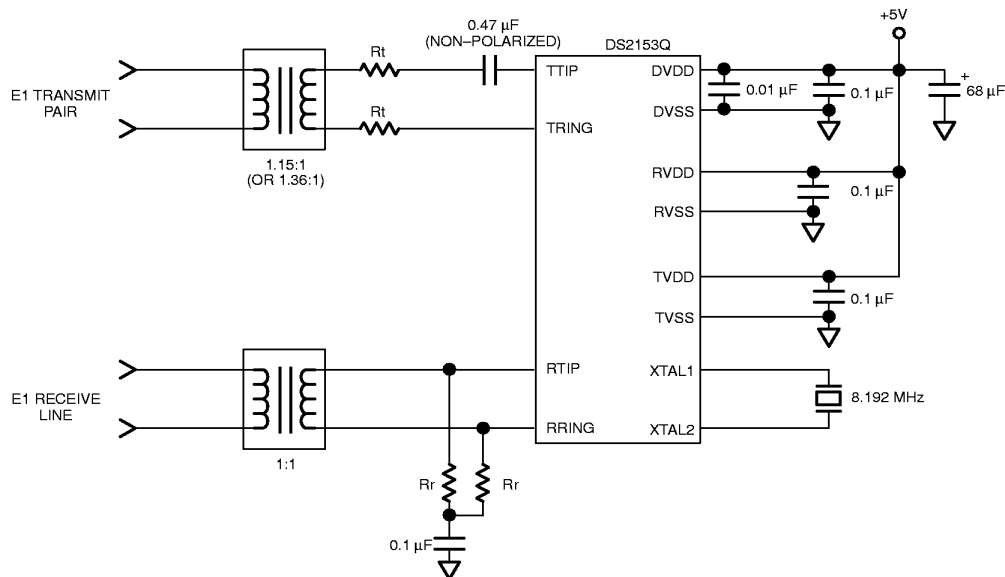 0.47 µF
(NON–POLARIZED)
+5V
Rt
DS2153Q
TTIP
DVDD
0.01 µF
0.1 µF
+
68 µF
E1 TRANSMIT
PAIR
Rt
TRING
DVSS
1.15:1
(OR 1.36:1)
RVDD
0.1 µF
RVSS
TVDD
0.1 µF
TVSS
RTIP
XTAL1
E1 RECEIVE
LINE
8.192 MHz
RRING
XTAL2
1:1
Rr
Rr
0.1 µF